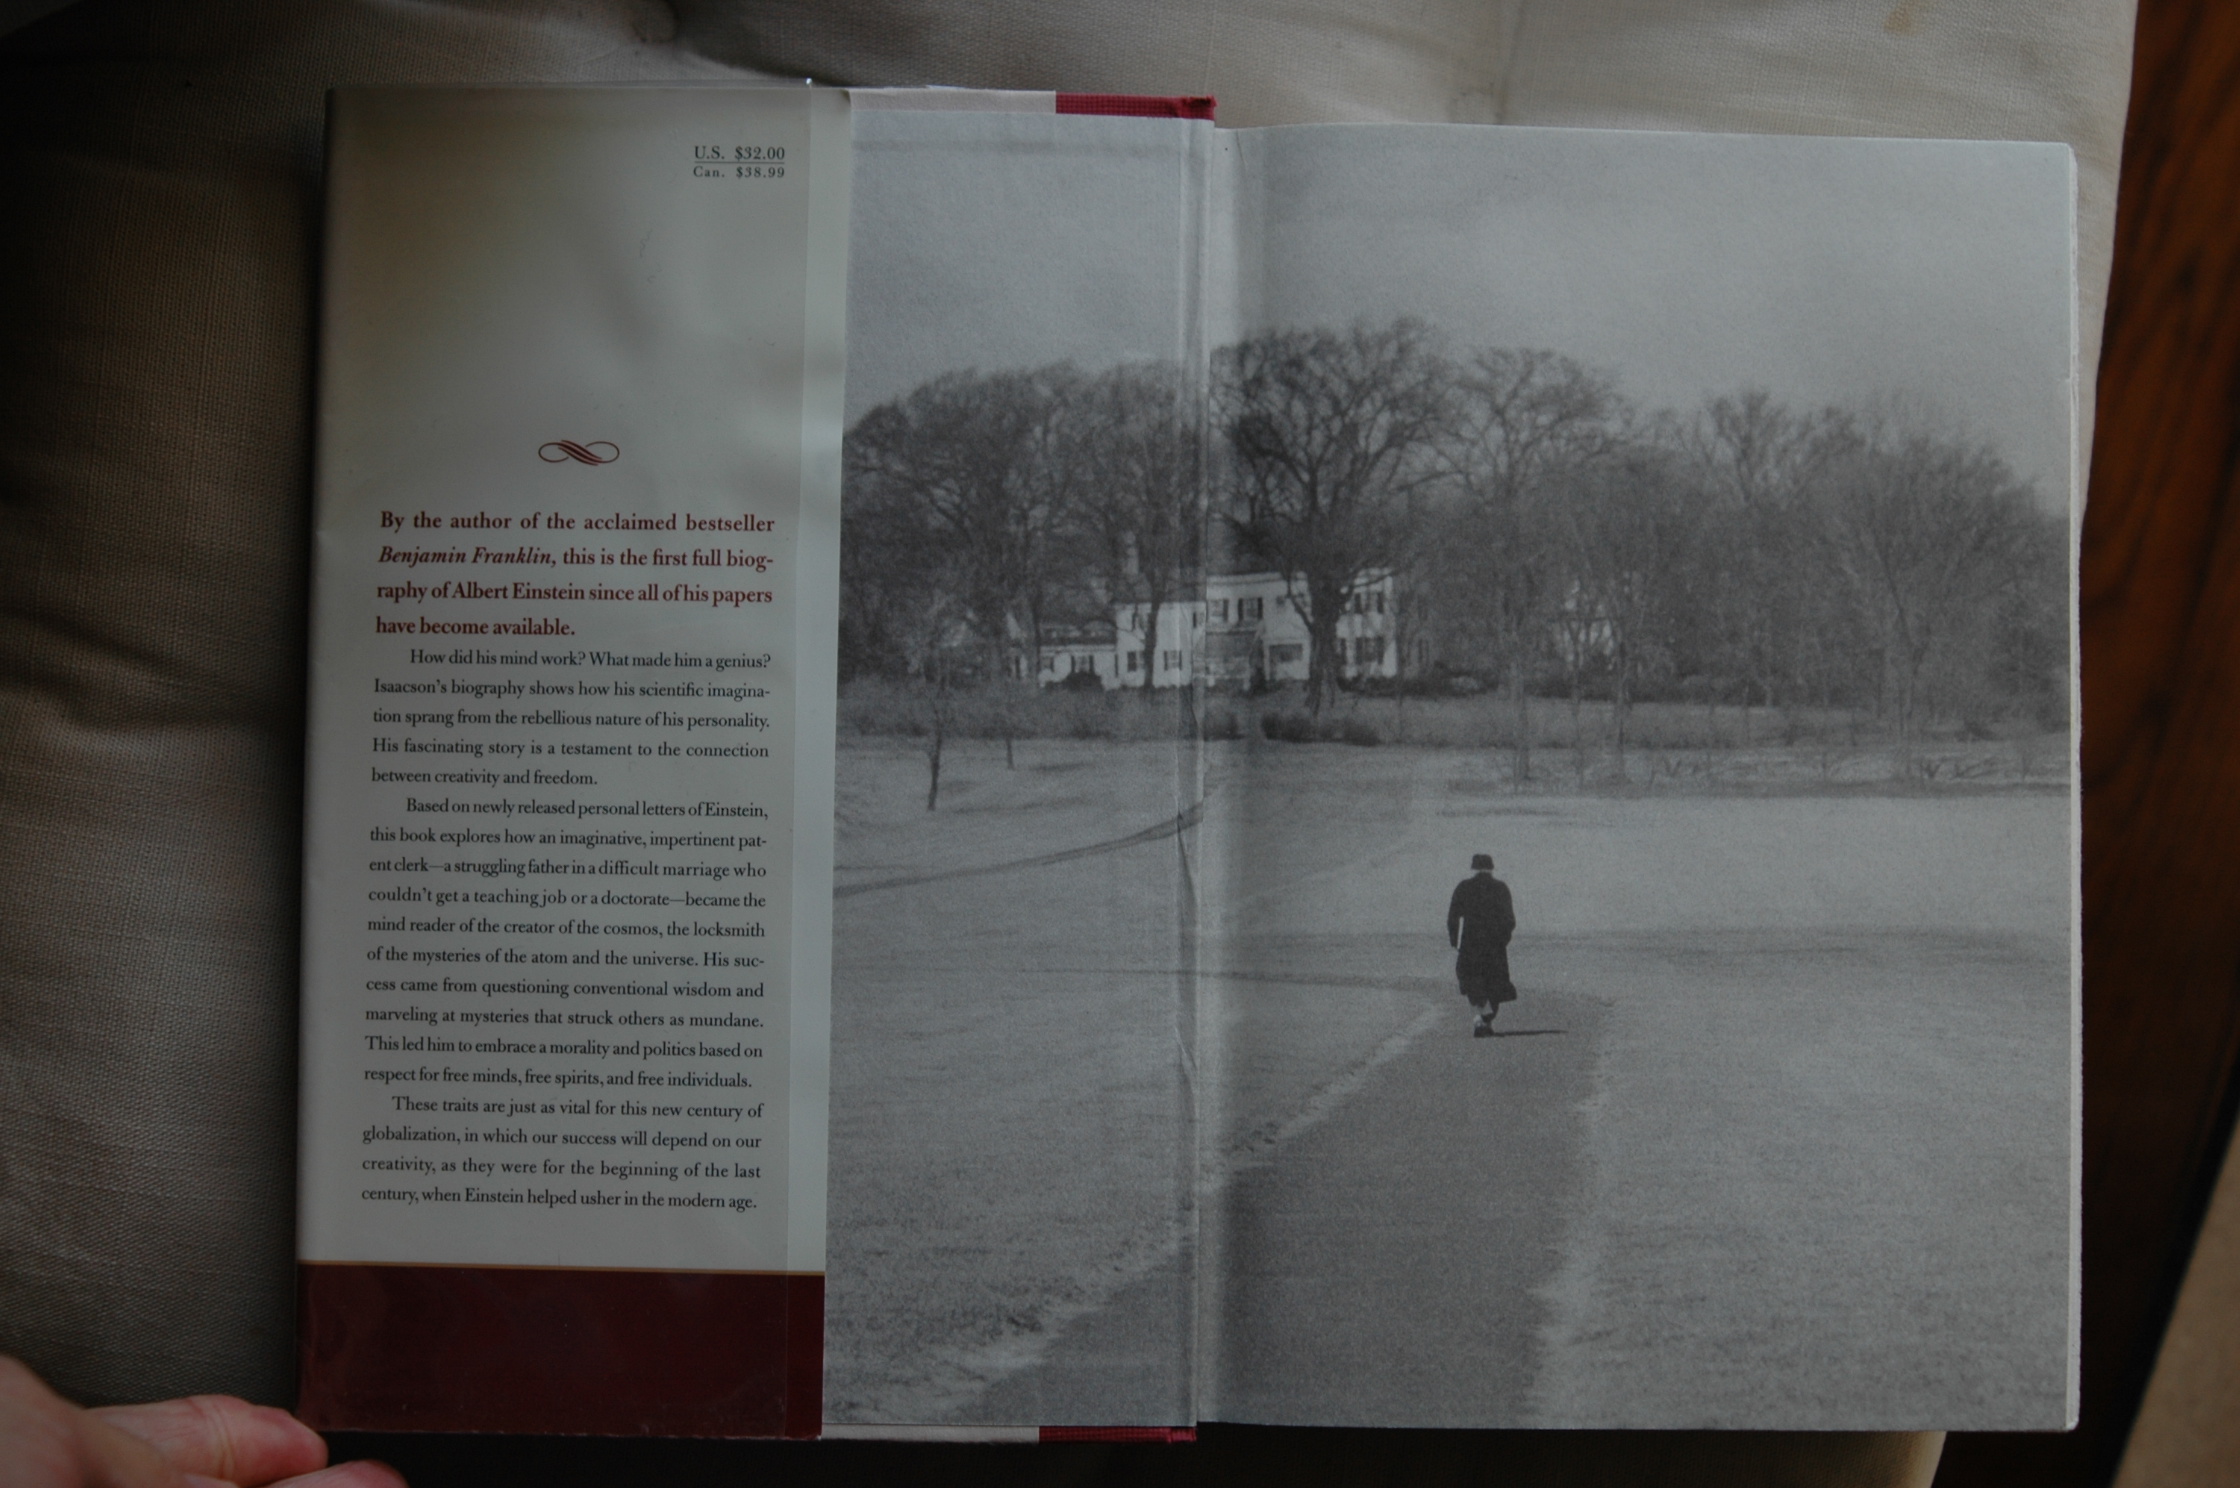 U.S. $32.00
Can. $38.99
By the author of the acclaimed bestseller
Benjamin Franklin, this is the first full biog-
raphy of Albert Einstein since all of his papers
have become available.
How did his mind work? What made him a genius?
Isaacson's biography shows how his scientific imagina-
tion sprang from the rebellious nature of his personality.
His fascinating story is a testament to the connection
between creativity and freedom.
Based on newly released personal letters of Einstein,
this book explores how an imaginative, impertinent pat-
ent clerk—a struggling father in a difficult marriage who
couldn't get a teaching job or a doctorate—became the
mind reader of the creator of the cosmos, the locksmith
of the mysteries of the atom and the universe. His suc-
cess came from questioning conventional wisdom and
marveling at mysteries that struck others as mundane.
This led him to embrace a morality and politics based on
respect for free minds, free spirits, and free individuals.
These traits are just as vital for this new century of
globalization, in which our success will depend on our
creativity, as they were for the beginning of the last
century, when Einstein helped usher in the modern age.